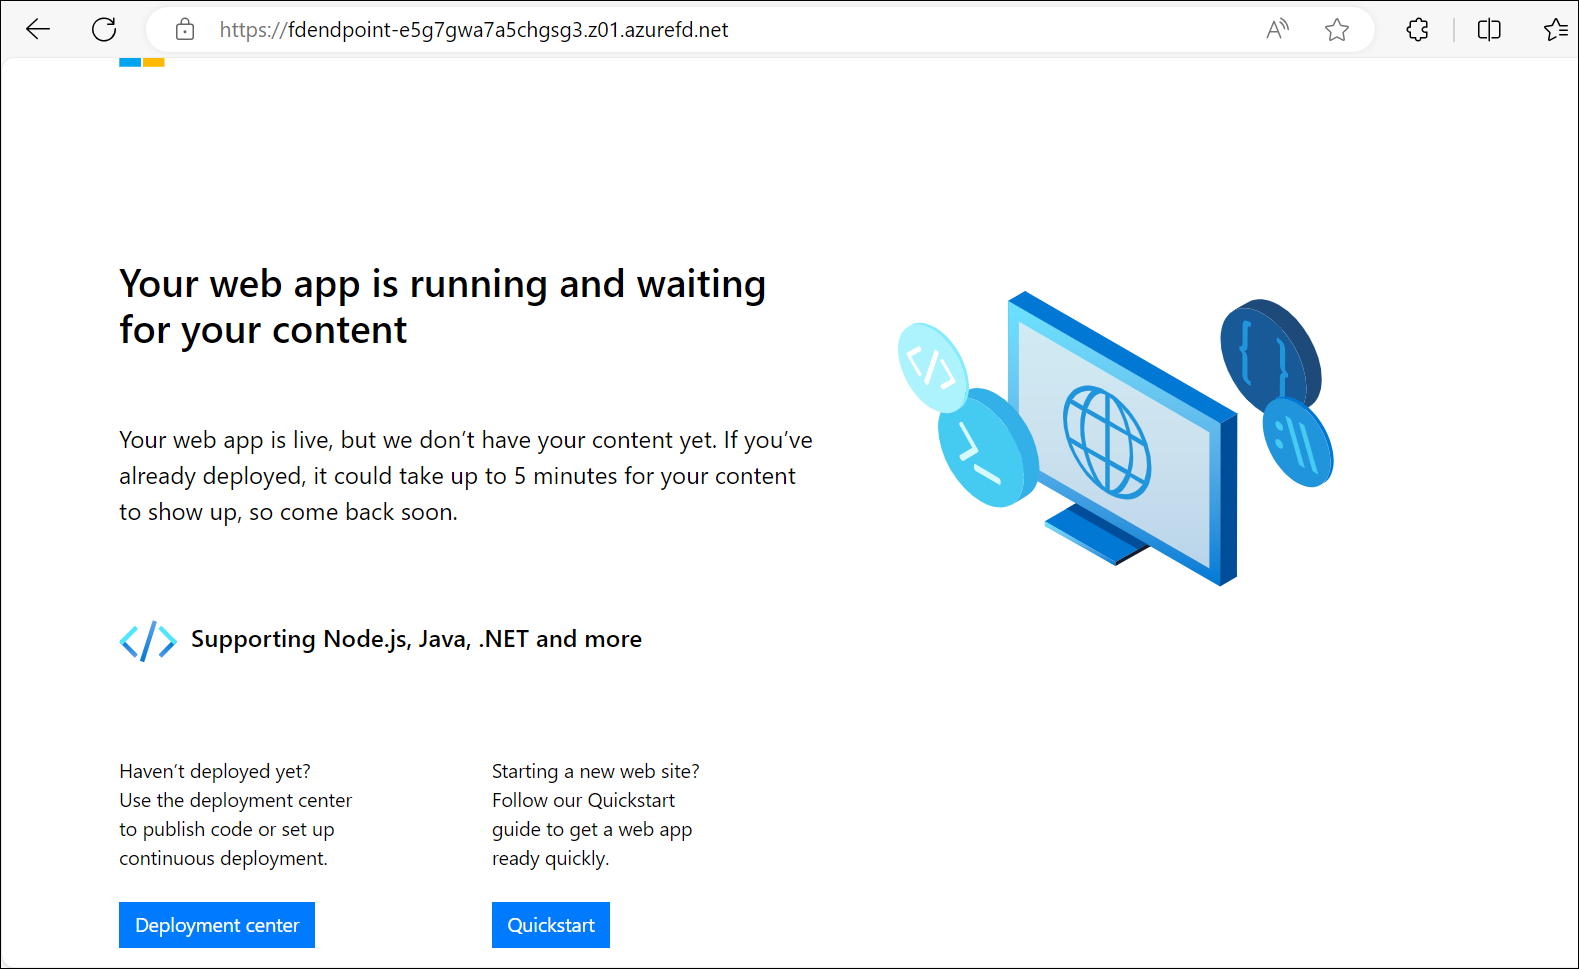 https://fdendpoint-e5g7gwa7a5chgsg3.z01.azurefd.net
Your web app is running and waiting
for your content
Your web app is live, but we don’t have your content yet. If you’ve
already deployed, it could take up to 5 minutes for your content
to show up, so come back soon.
Supporting Node.js, Java, .NET and more
Haven’t deployed yet?
Use the deployment center
to publish code or set up
continuous deployment.
Deployment center
Starting a new web site?
Follow our Quickstart
guide to get a web app
ready quickly.
Quickstart